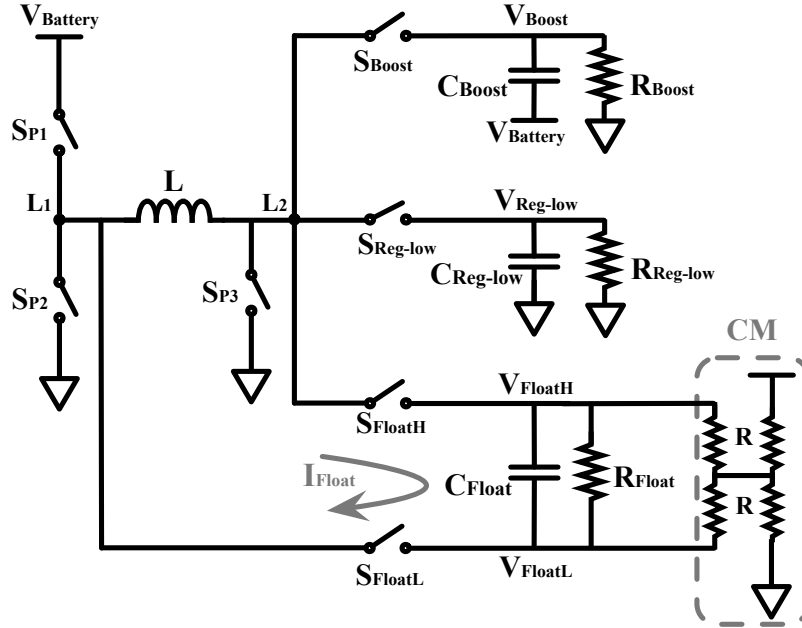 VBattery
VBoost
SBoost
CBoost
RBoost
VBattery
SP1
L
L1
L2
VReg-low
SReg-low
CReg-low
RReg-low
SP2
SP3
CM
VFloatH
SFloatH
R
IFloat
CFloat
RFloat
R
SFloatL
VFloatL